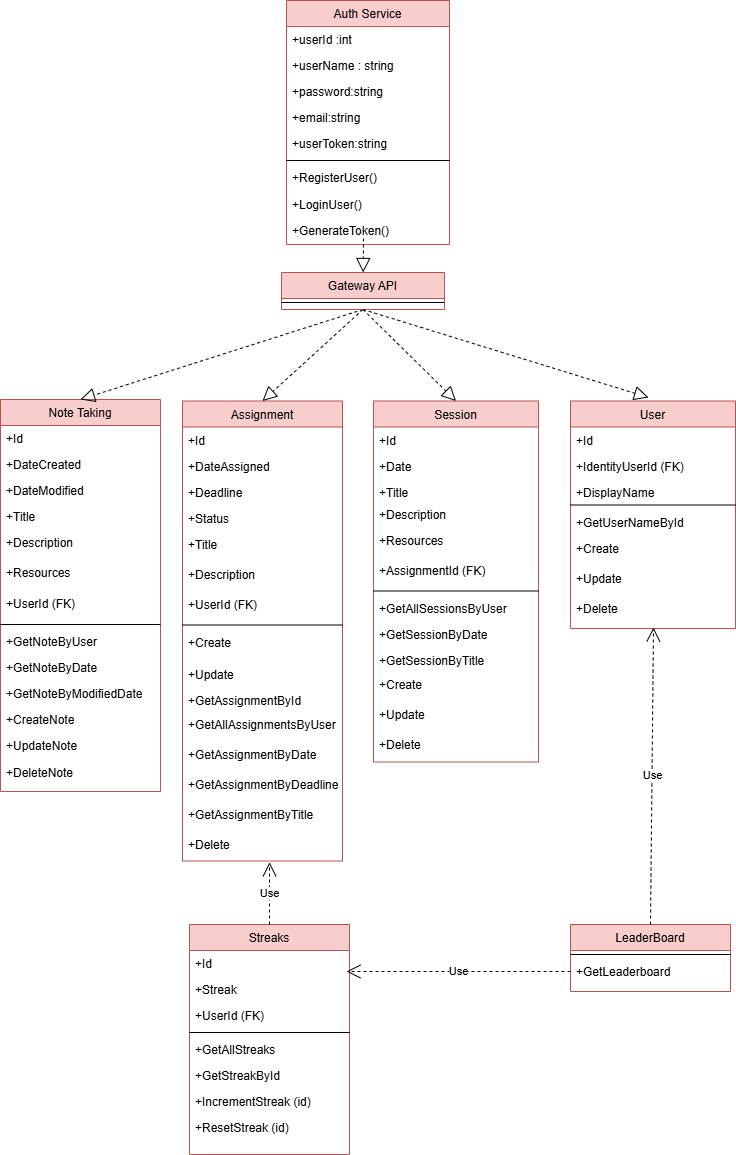 Auth Service
+userId :int
+userName : string
+password:string
+email:string
+userToken:string
+RegisterUser()
+LoginUser()
+GenerateToken()
Gateway API
Note Taking
+Id
+DateCreated
+DateModified
+Title
+Description
+Resources
+UserId (FK)
+GetNoteByUser
+GetNoteByDate
+GetNoteByModifiedDate
+CreateNote
+UpdateNote
+DeleteNote
Assignment
+Id
+DateAssigned
+Deadline
+Status
+Title
+Description
+UserId (FK)
+Create
+Update
+GetAssignmentById
+GetAllAssignmentsByUser
+GetAssignmentByDate
+GetAssignmentByDeadline
+GetAssignmentByTitle
+Delete
Session
+Id
+Date
+Title
+Description
+Resources
+AssignmentId (FK)
+GetAllSessionsByUser
+GetSessionByDate
+GetSessionByTitle
+Create
+Update
+Delete
User
+Id
+IdentityUserId (FK)
+DisplayName
+GetUserNameById
+Create
+Update
+Delete
Use
Use
Streaks
+Id
+Streak
+UserId (FK)
+GetAllStreaks
+GetStreakById
+IncrementStreak (id)
+ResetStreak (id)
Use
LeaderBoard
+GetLeaderboard